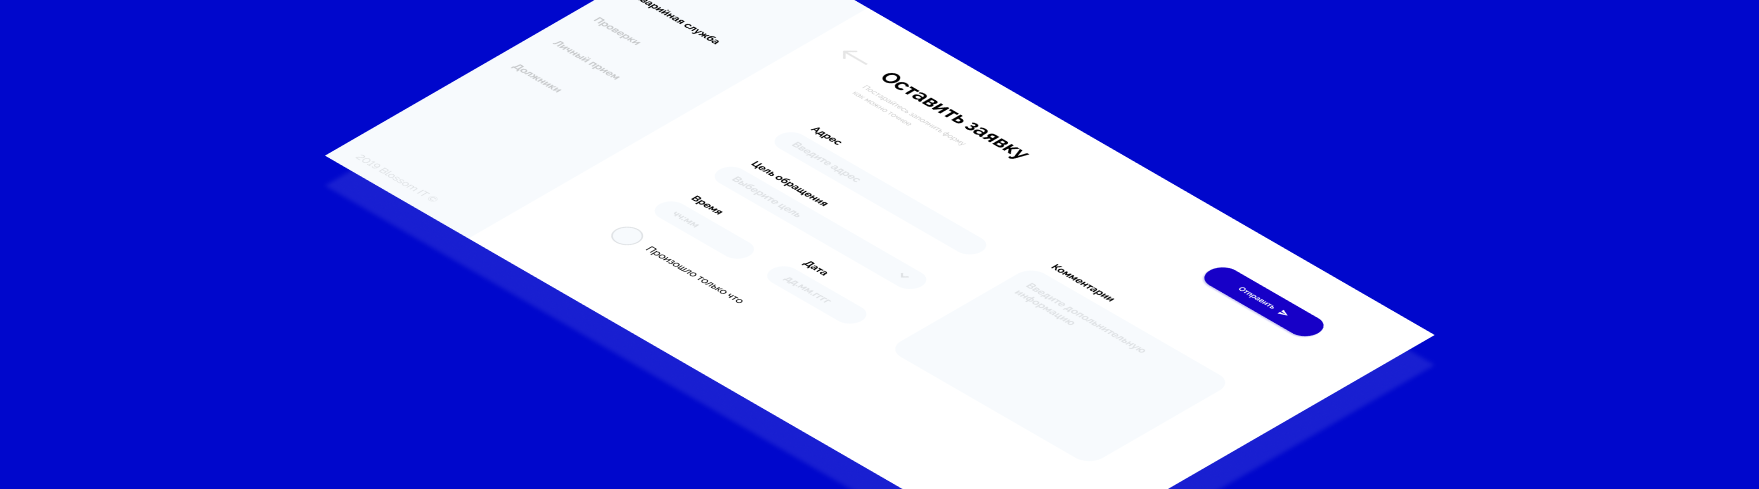 варийная служба
Проверки
Личный прием
Должники
Оставить заявку
Постарайтесь заполнить форму
как можно точнее
Адрес
Введите адрес
Цель обращения
Выберите цель
Время
чч:мм
Дата
ДД.ММ.ГГГГ
Произошло только что
Комментарии
Введите дополнительную
информацию
Отправить
2019 IT ©